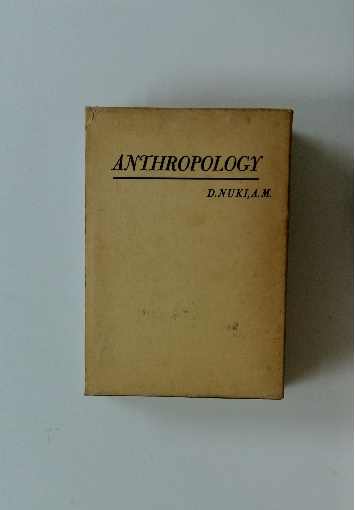 ANTHROPOLOGY
D. NUKI, A. M.